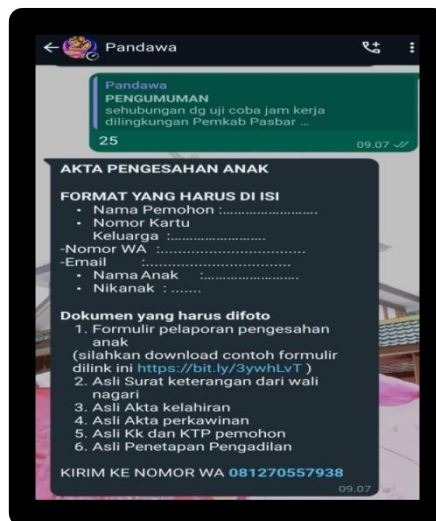 Pandawa
Pandawa
PENGUMUMAN
sehubungan dg uji coba jam kerja
dilingkungan Pemkab Pasbar ...
25
09.07
AKTA PENGESAHAN ANAK
FORMAT YANG HARUS DI ISI
• Nama Pemohon :..........................
• Nomor Kartu
Keluarga :.........................
-Nomor WA :.................................
-Email :.................................
• Nama Anak :.........................
• Nikanak : .......
Dokumen yang harus difoto
1. Formulir pelaporan pengesahan
anak
(silahkan download contoh formulir
dilink ini https://bit.ly/3ywhLvT )
2. Asli Surat keterangan dari wali
nagari
3. Asli Akta kelahiran
4. Asli Akta perkawinan
5. Asli Kk dan KTP pemohon
6. Asli Penetapan Pengadilan
KIRIM KE NOMOR WA 081270557938
09.07